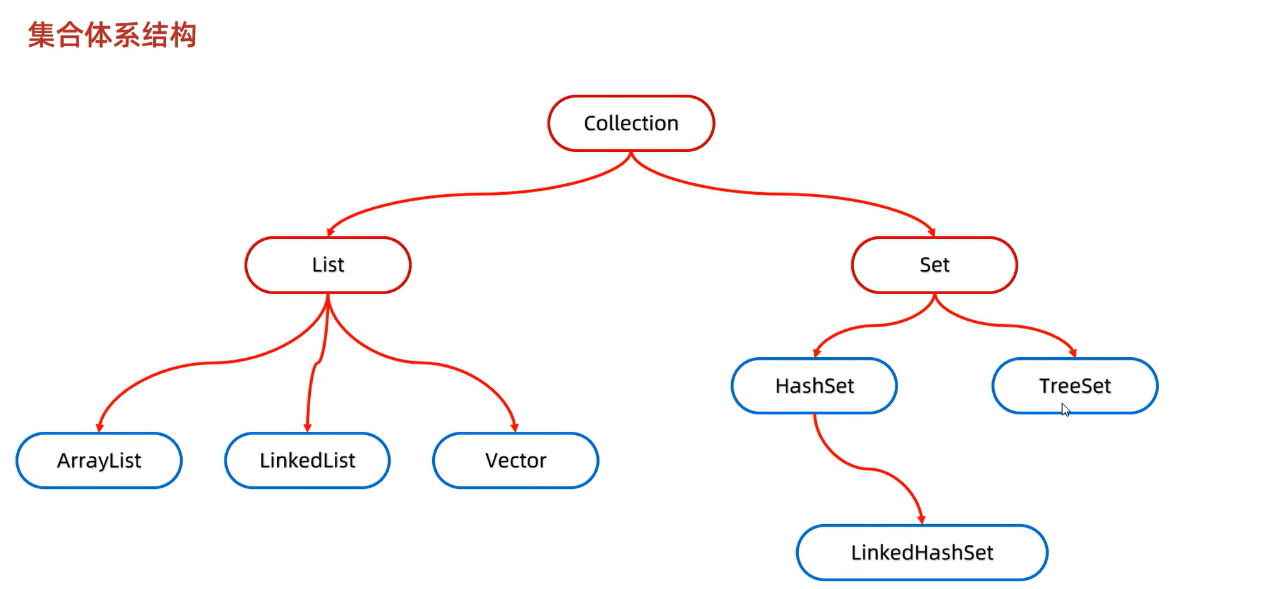 集合体系结构
Collection
List
Set
HashSet
TreeSet
ArrayList
LinkedList
Vector
LinkedHashSet